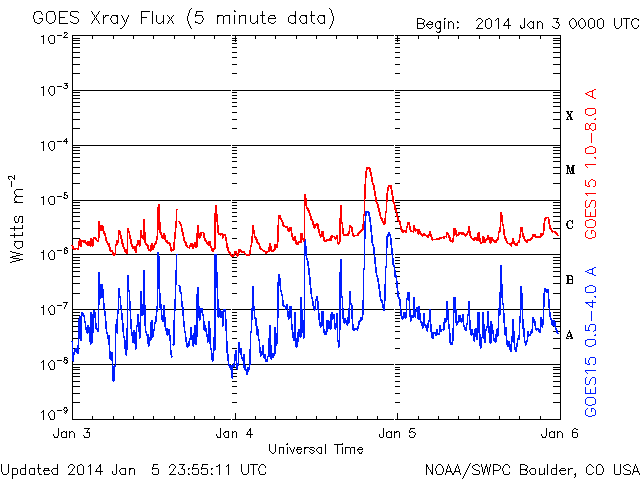 GOES Xray Flux (5 minute data)
Begin: 2014 Jan 3 0000 UTC
10⁻²
10⁻³
10⁻⁴
10⁻⁵
10⁻⁶
10⁻⁷
10⁻⁸
10⁻⁹
Watts m⁻²
X
M
C
B
A
GOES15 1.0–8.0 A
GOES15 0.5–4.0 A
Jan 3
Jan 4
Jan 5
Jan 6
Universal Time
Updated 2014 Jan 5 23:55:11 UTC
NOAA/SWPC Boulder, CO USA